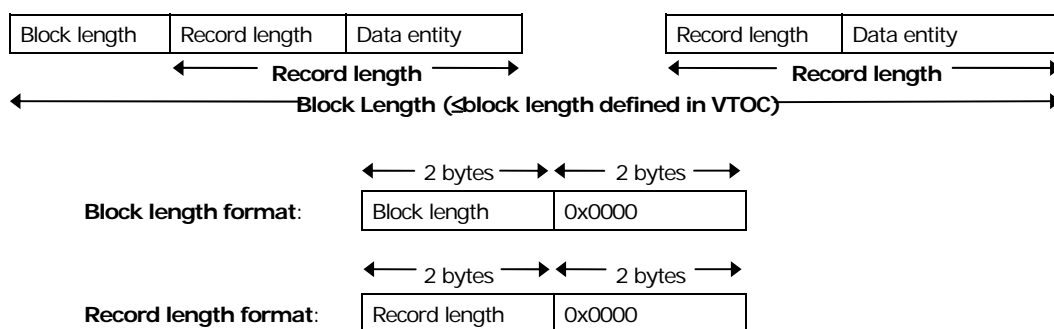 Block length Record length Data entity Record length Data entity
Record length Record length
Block Length (≤block length defined in VTOC)
2 bytes 2 bytes
Block length format: Block length 0x0000
2 bytes 2 bytes
Record length format: Record length 0x0000